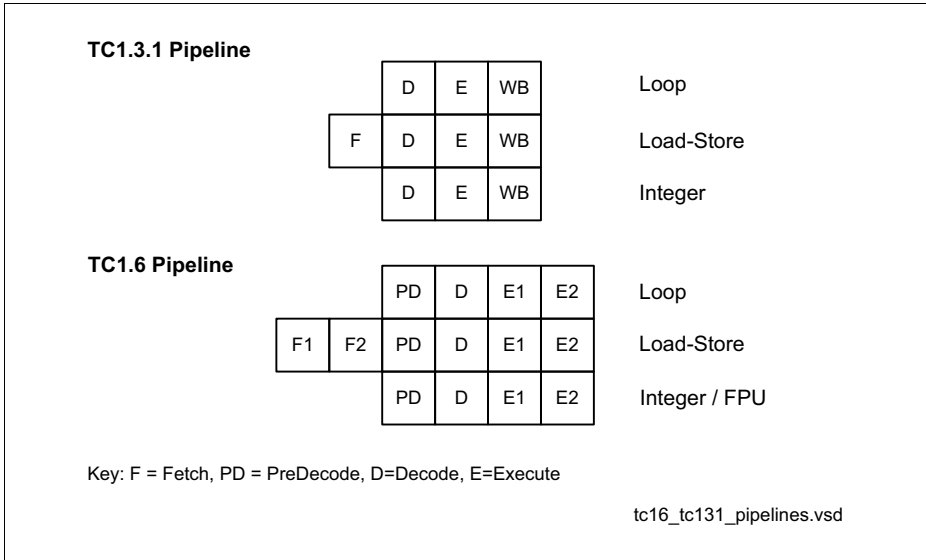 TC1.3.1 Pipeline
D E WB Loop
F D E WB Load-Store
D E WB Integer
TC1.6 Pipeline
PD D E1 E2 Loop
F1 F2 PD D E1 E2 Load-Store
PD D E1 E2 Integer / FPU
Key: F = Fetch, PD = PreDecode, D=Decode, E=Execute
tc16_tc131_pipelines.vsd